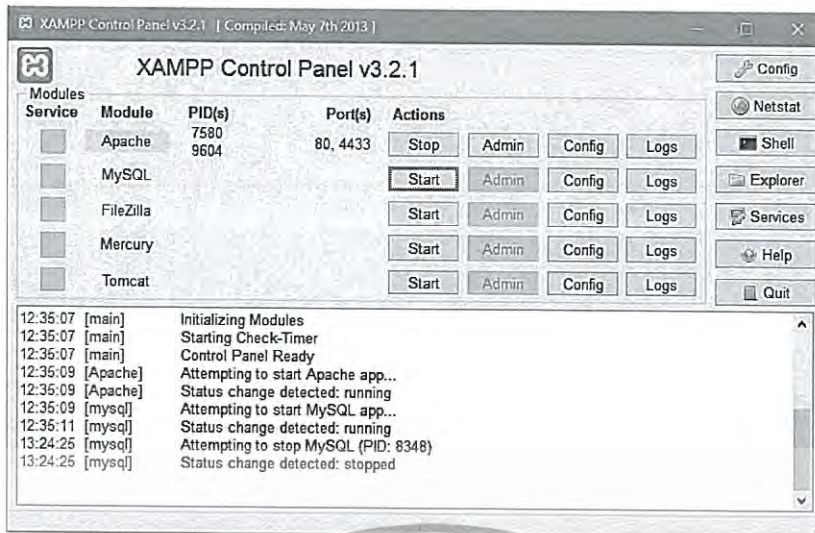 XAMPP Control Panel v3.2.1 [ Compiled: May 7th 2013 ]
XAMPP Control Panel v3.2.1
Modules
Service Module PID(s) Port(s) Actions
Apache 7580 9604 80, 4433 Stop Admin Config Logs
MySQL Start Admin Config Logs
FileZilla Start Admin Config Logs
Mercury Start Admin Config Logs
Tomcat Start Admin Config Logs
Config
Netstat
Shell
Explorer
Services
Help
Quit
12:35:07 [main] Initializing Modules
12:35:07 [main] Starting Check-Timer
12:35:07 [main] Control Panel Ready
12:35:09 [Apache] Attempting to start Apache app...
12:35:09 [Apache] Status change detected: running
12:35:09 [mysql] Attempting to start MySQL app...
12:35:11 [mysql] Status change detected: running
13:24:25 [mysql] Attempting to stop MySQL (PID: 8348)
13:24:25 [mysql] Status change detected: stopped